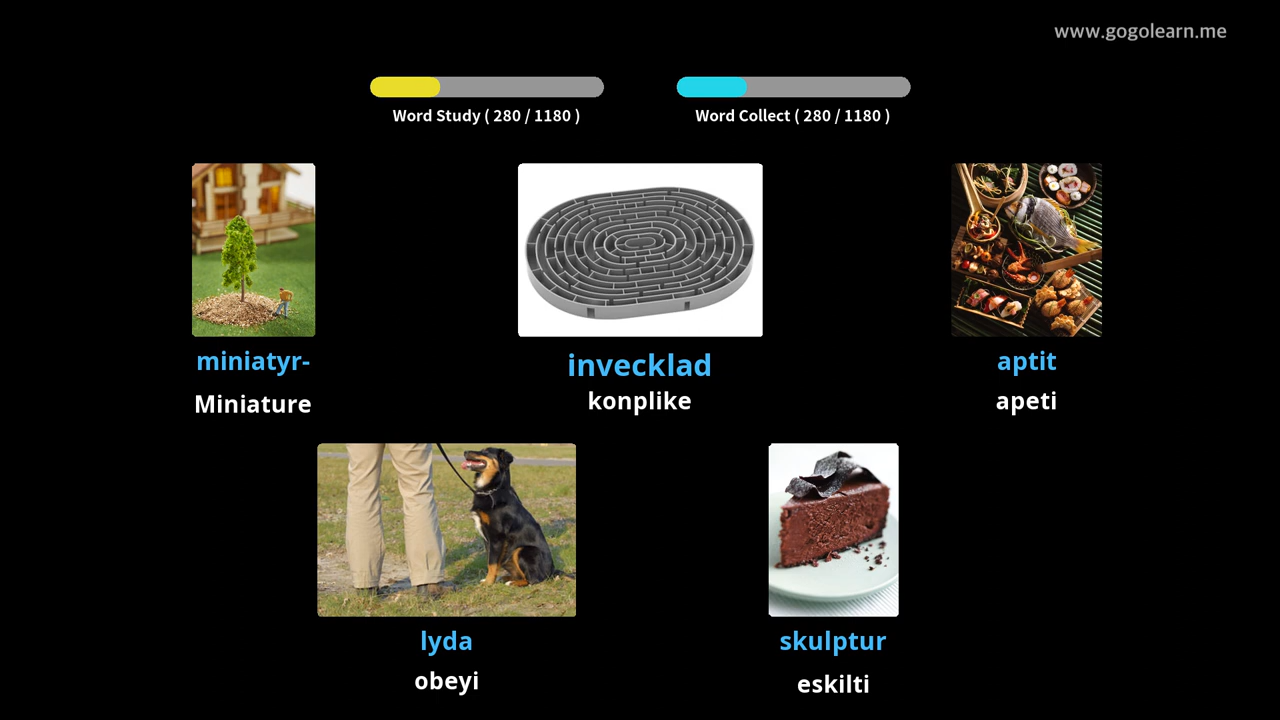 www.gogolearn.me
Word Study ( 280 / 1180 )
Word Collect ( 280 / 1180 )
miniatyr-
Miniature
invecklad
konplike
aptit
apeti
lyda
obeyi
skulptur
eskilti